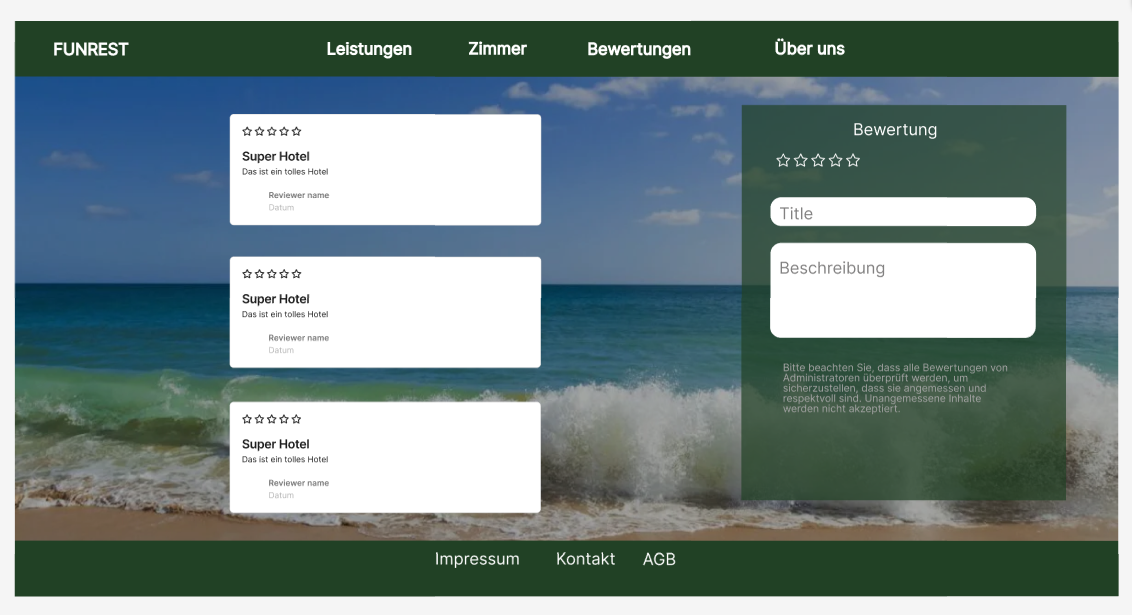 FUNREST
Leistungen
Zimmer
Bewertungen
Über uns
Super Hotel
Das ist ein tolles Hotel
Reviewer name
Datum
Super Hotel
Das ist ein tolles Hotel
Reviewer name
Datum
Super Hotel
Das ist ein tolles Hotel
Reviewer name
Datum
Bewertung
Title
Beschreibung
Bitte beachten Sie, dass alle Bewertungen von
Administratoren überprüft werden, um
sicherzustellen, dass sie angemessen und
respektvoll sind. Unangemessene Inhalte
werden nicht akzeptiert.
Impressum
Kontakt
AGB